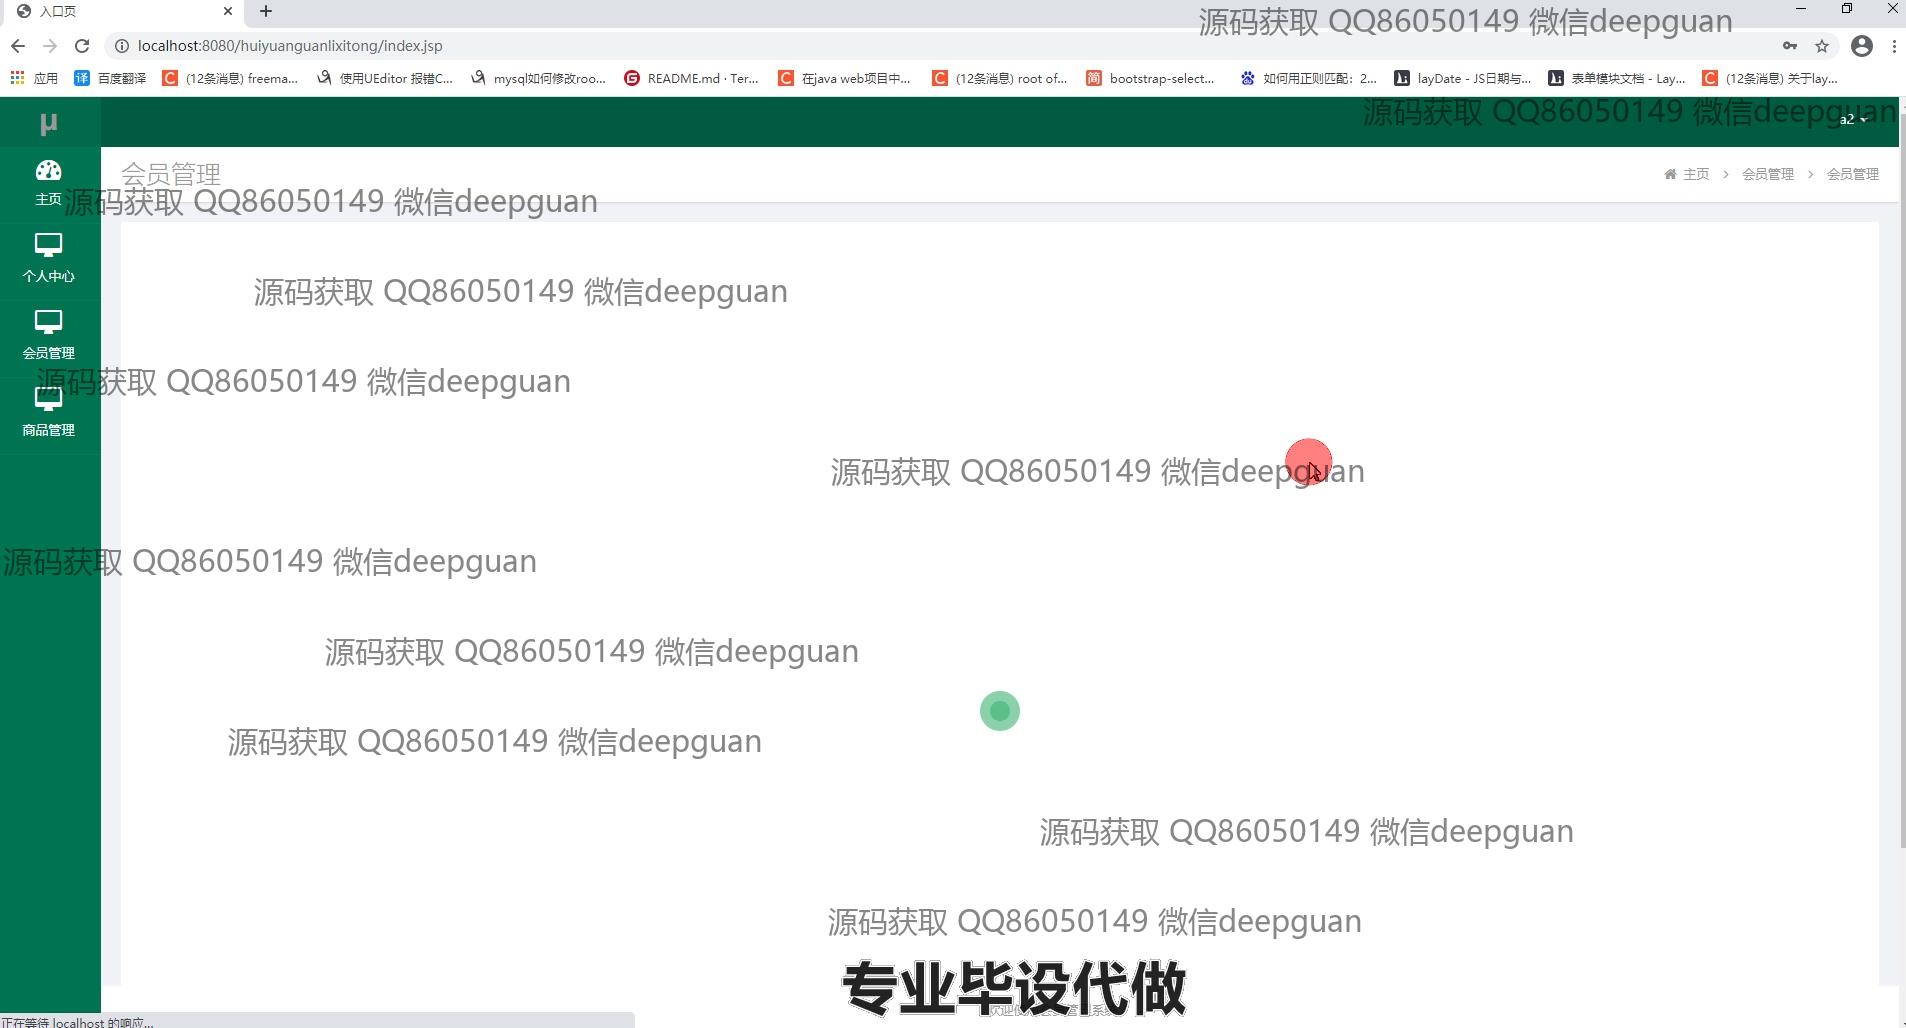 入口页
源码获取 QQ86050149 微信deepguan
localhost:8080/huiyuanguanlixitong/index.jsp
应用 百度翻译 (12条消息) freema... 使用UEditor 报错C... mysql如何修改roo... README.md · Ter... 在java web项目中... (12条消息) root of... bootstrap-select... 如何用正则匹配：2... layDate - JS日期与... 表单模块文档 - Lay... (12条消息) 关于lay...
源码获取 QQ86050149 微信deepguan
µ
a2
会员管理
主页 > 会员管理 > 会员管理
主页
源码获取 QQ86050149 微信deepguan
个人中心
源码获取 QQ86050149 微信deepguan
会员管理
源码获取 QQ86050149 微信deepguan
商品管理
源码获取 QQ86050149 微信deepguan
源码获取 QQ86050149 微信deepguan
源码获取 QQ86050149 微信deepguan
源码获取 QQ86050149 微信deepguan
源码获取 QQ86050149 微信deepguan
源码获取 QQ86050149 微信deepguan
专业毕设代做
正在等待 localhost 的响应...